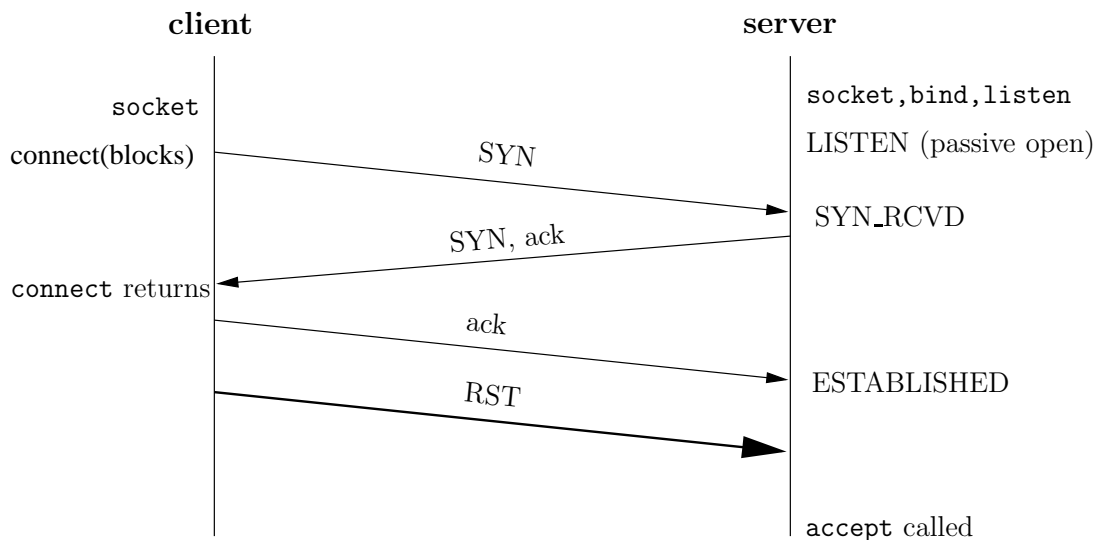 client
server
socket
socket,bind,listen
connect(blocks)
LISTEN (passive open)
SYN
SYN_RCVD
SYN, ack
connect returns
ack
ESTABLISHED
RST
accept called